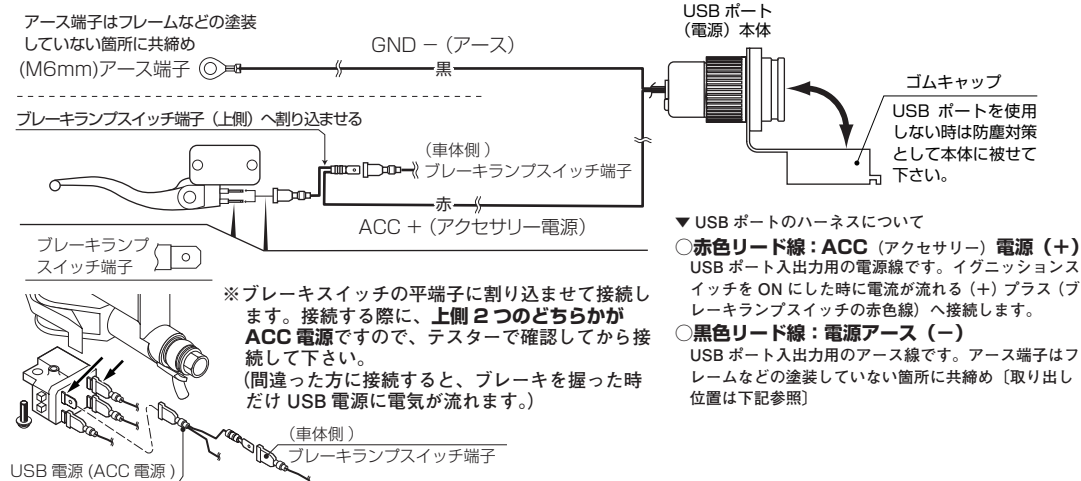 アース端子はフレームなどの塗装
していない箇所に共締め
(M6mm)アース端子
GND − (アース)
黒
USB ポート
(電源) 本体
ゴムキャップ
USB ポートを使用
しない時は防塵対策
として本体に被せて
下さい。
ブレーキランプスイッチ端子（上側）へ割り込ませる
(車体側 )
ブレーキランプスイッチ端子
赤
ACC + (アクセサリー電源)
ブレーキランプ
スイッチ端子
※ブレーキスイッチの平端子に割り込ませて接続し
ます。接続する際に、上側 2 つのどちらかが
ACC 電源ですので、テスターで確認してから接
続して下さい。
(間違った方に接続すると、ブレーキを握った時
だけ USB 電源に電気が流れます。)
(車体側 )
ブレーキランプスイッチ端子
USB 電源 (ACC 電源 )
▼ USB ポートのハーネスについて
○赤色リード線：ACC（アクセサリー）電源（+）
USB ポート入出力用の電源線です。イグニッションス
イッチを ON にした時に電流が流れる（+）プラス（ブ
レーキランプスイッチの赤色線）へ接続します。
○黒色リード線：電源アース（−）
USB ポート入出力用のアース線です。アース端子はフ
レームなどの塗装していない箇所に共締め〔取り出し
位置は下記参照〕